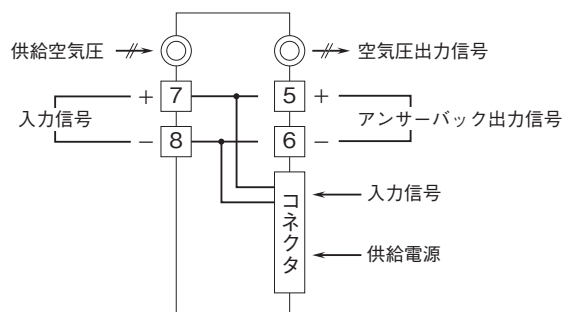 供給空気圧
空気圧出力信号
+ 7
5 +
入力信号
アンサーバック出力信号
− 8
6 −
コネクタ
入力信号
供給電源